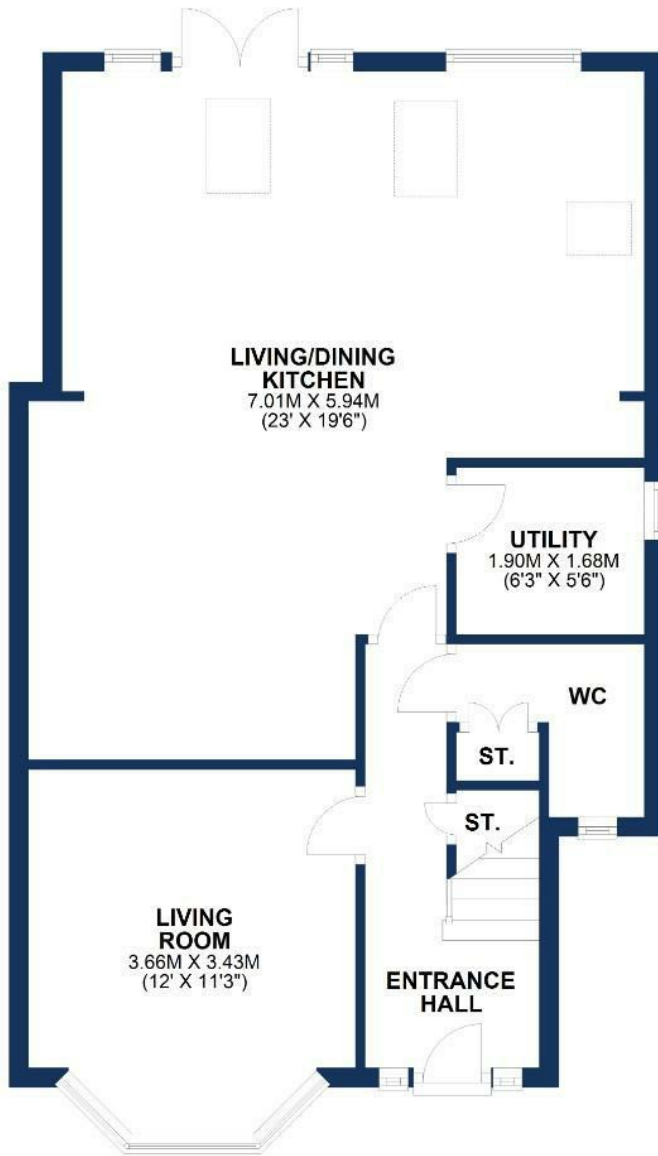 LIVING/DINING
KITCHEN
7.01M X 5.94M
(23' X 19'6")
UTILITY
1.90M X 1.68M
(6'3" X 5'6")
WC
ST.
ST.
LIVING
ROOM
3.66M X 3.43M
(12' X 11'3")
ENTRANCE
HALL